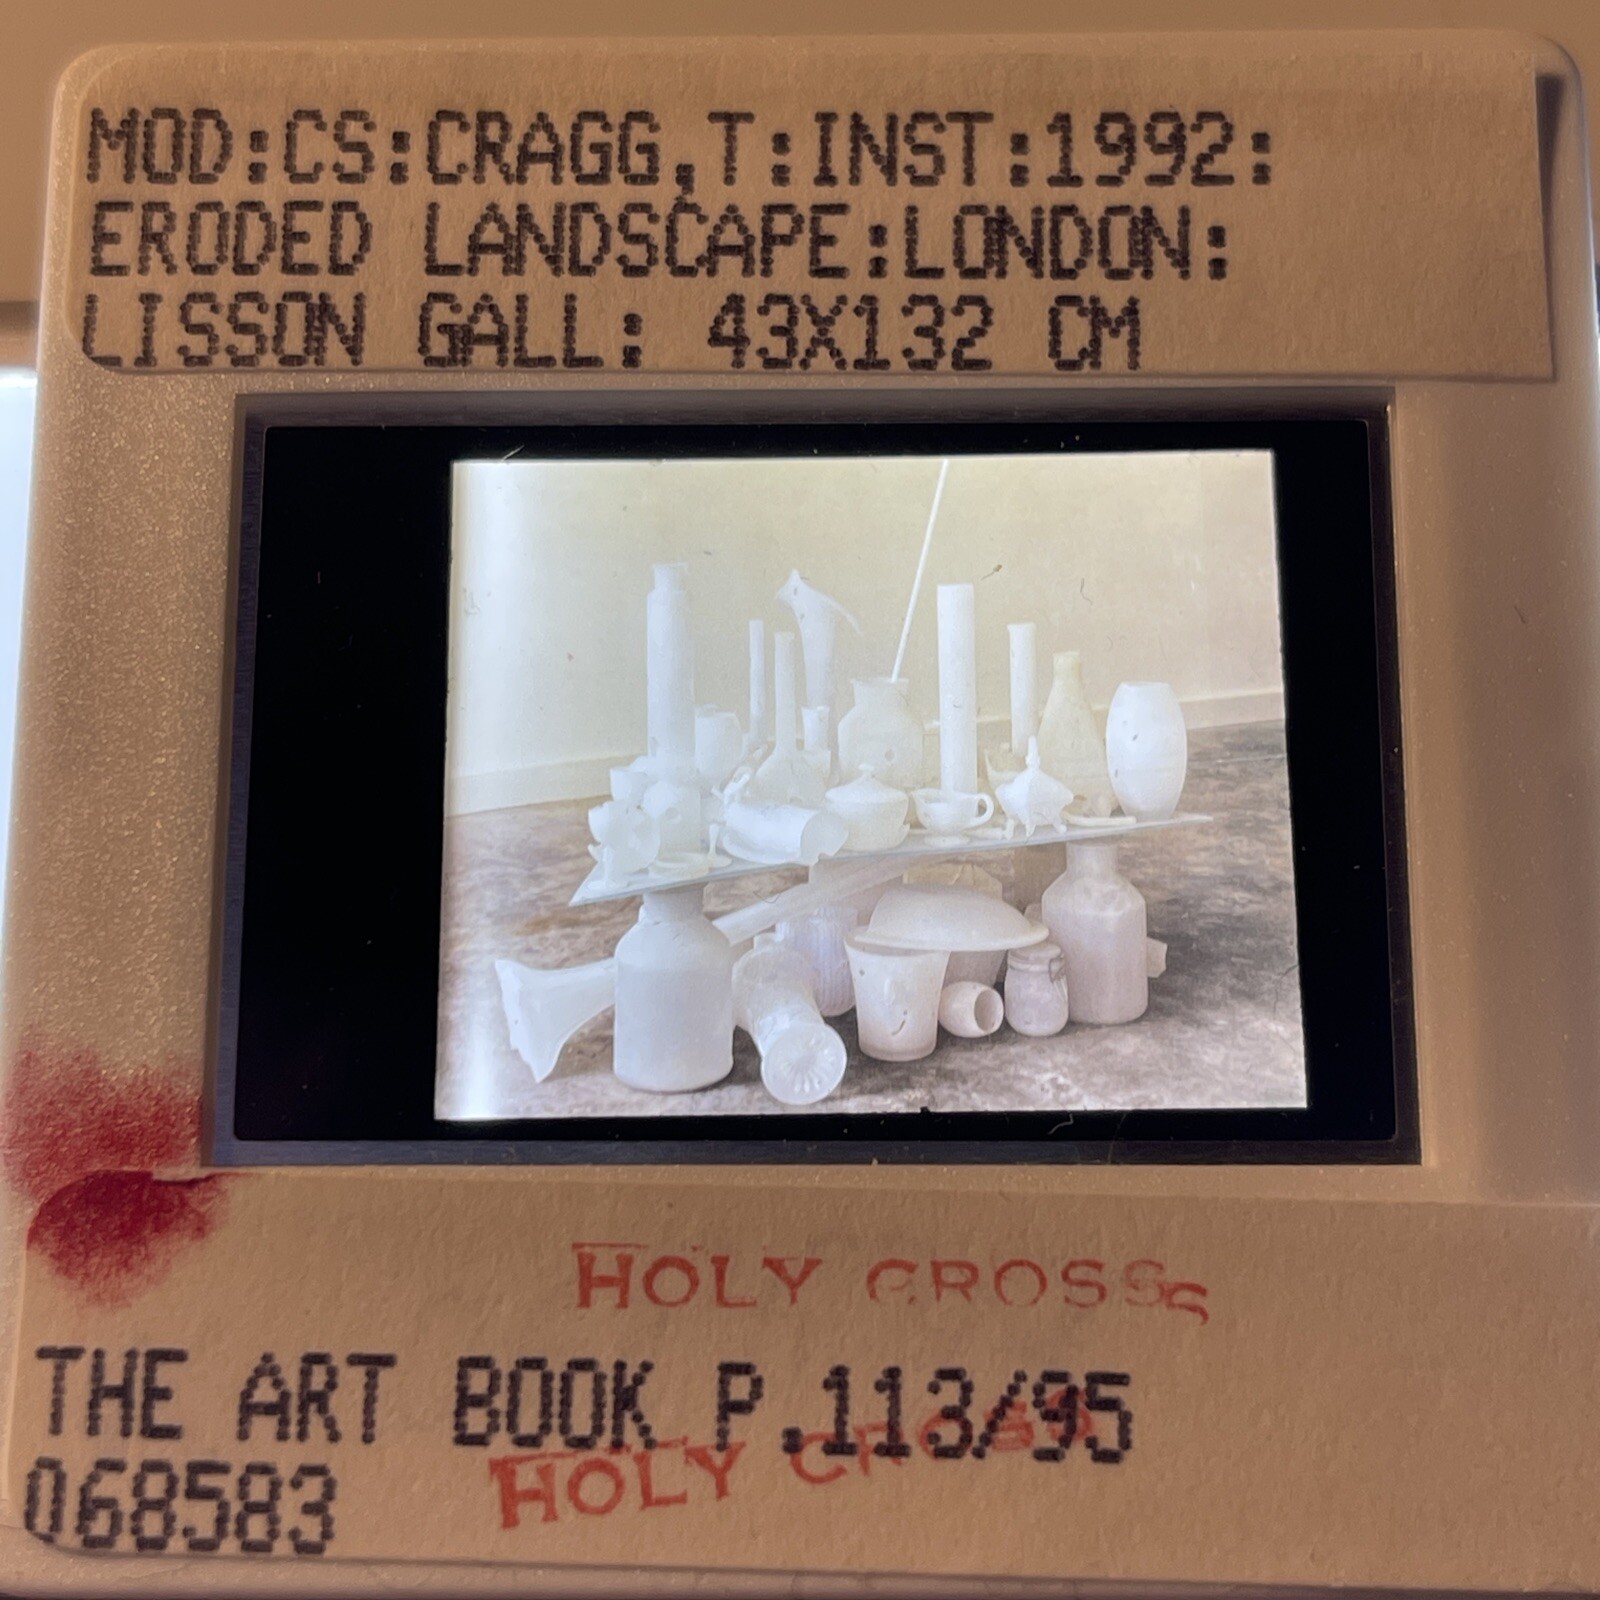 MOD:CS:CRAGG,T:INST:1992:
ERODED LANDSCAPE:LONDON:
LISSON GALL: 43X132 CM
HOLY CROSS
THE ART BOOK P.113/95
HOLY CROSS
068583